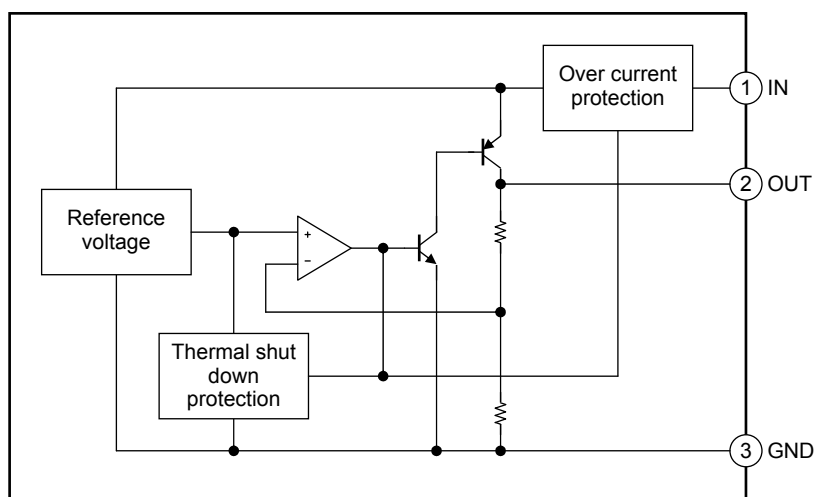 Over current
protection
1 IN
2 OUT
Reference
voltage
+
−
Thermal shut
down
protection
3 GND